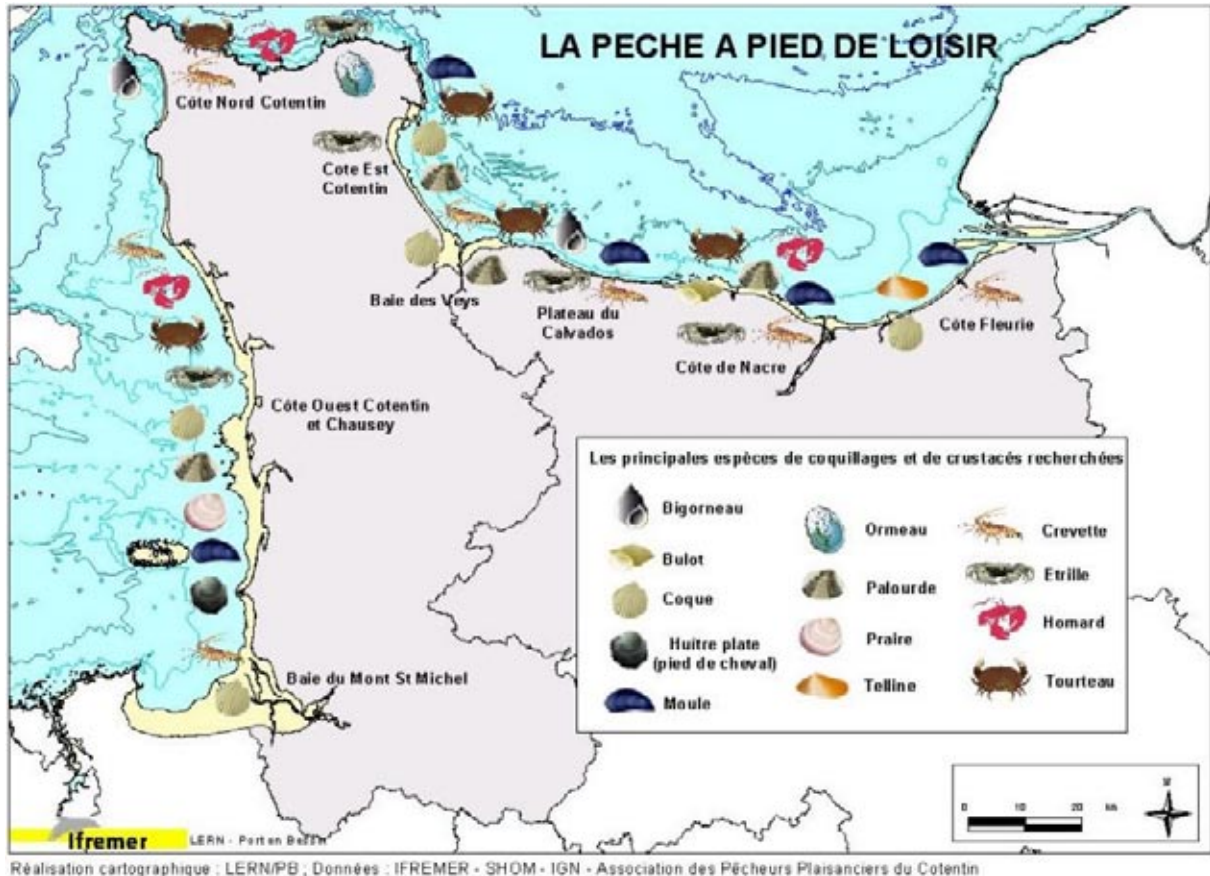 LA PECHE A PIED DE LOISIR
Côte Nord Cotentin
Cote Est
Cotentin
Baie des Veys
Plateau du
Calvados
Côte de Nacre
Côte Fleurie
Côte Ouest Cotentin
et Chausey
Baie du Mont St Michel
Les principales espèces de coquillages et de crustacés recherchées
Bigorneau
Bulot
Coque
Huître plate
(pied de cheval)
Moule
Ormeau
Palourde
Praire
Telline
Crevette
Etrille
Homard
Tourteau
0 10 20
Ifremer
LERN - Port en Bessin
Réalisation cartographique : LERN/PB ; Données : IFREMER - SHOM - IGN - Association des Pêcheurs Plaisanciers du Cotentin